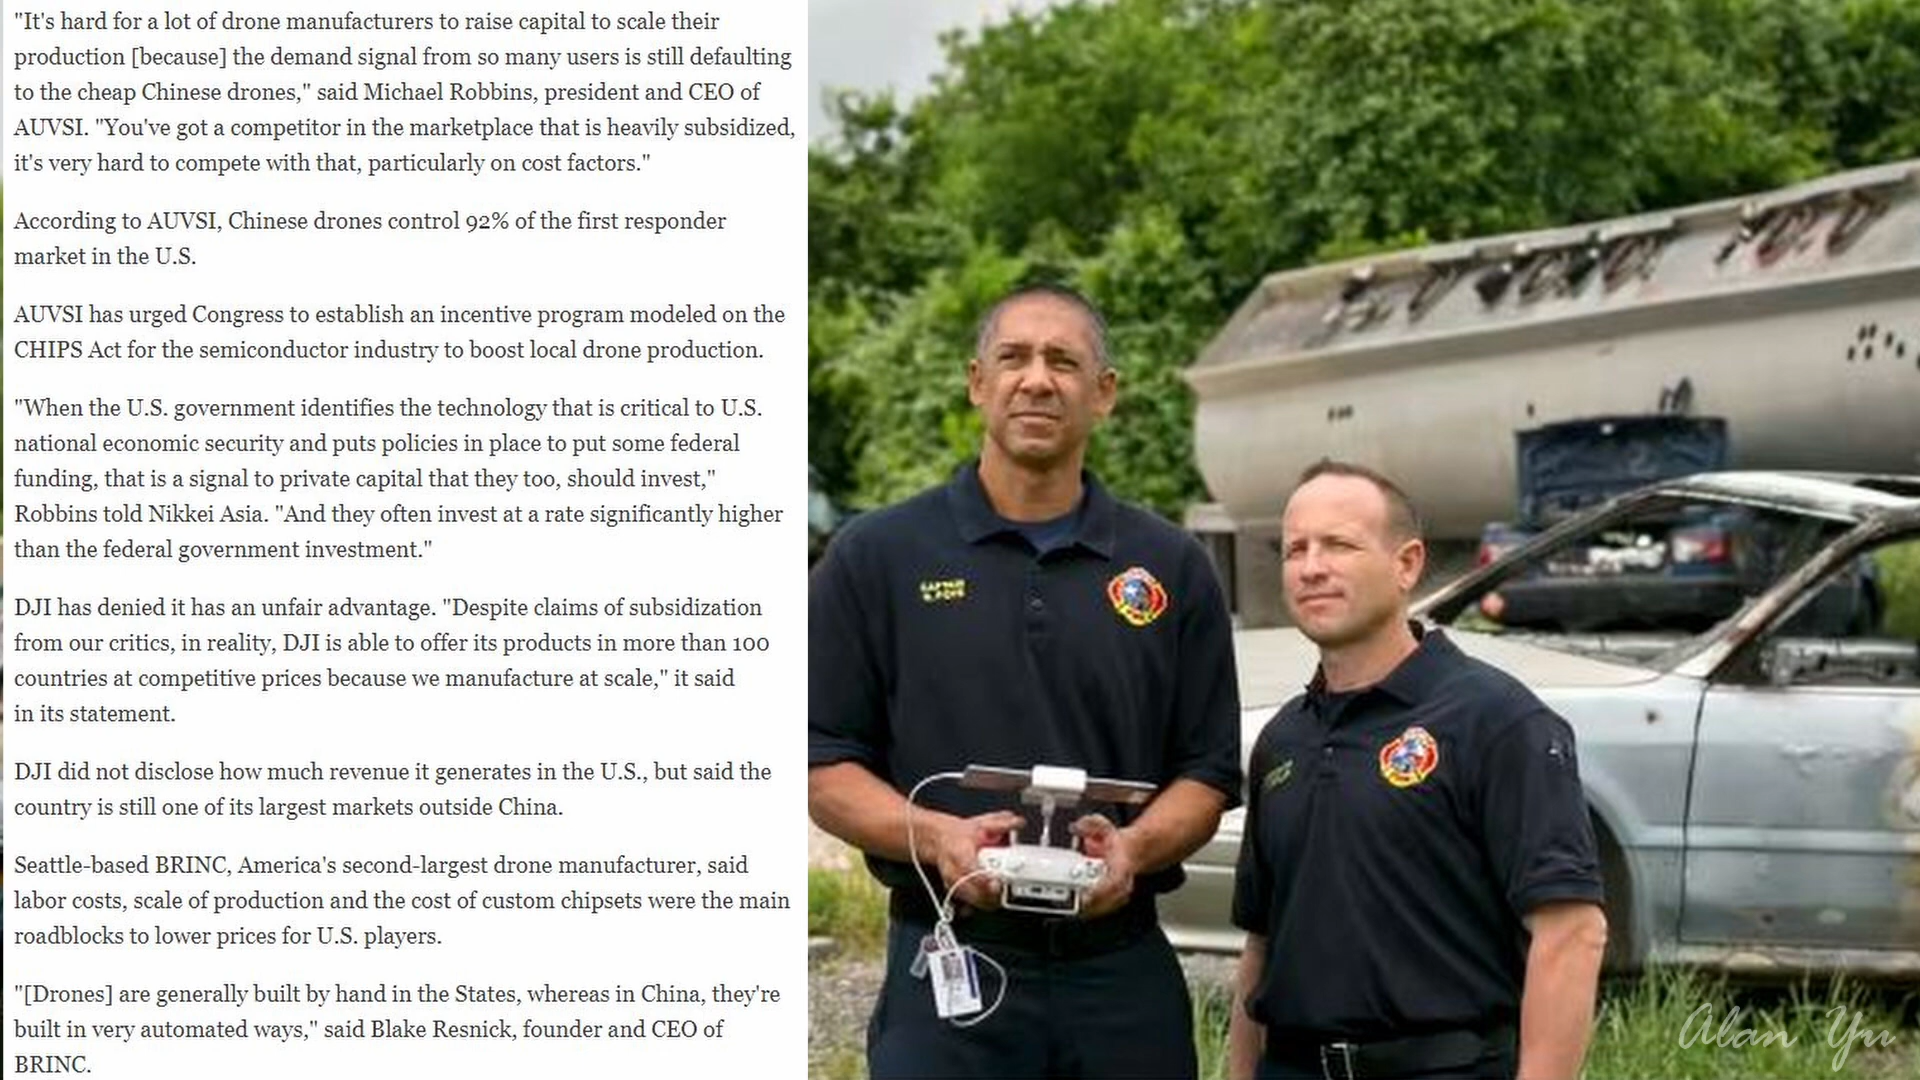 "It's hard for a lot of drone manufacturers to raise capital to scale their
production [because] the demand signal from so many users is still defaulting
to the cheap Chinese drones," said Michael Robbins, president and CEO of
AUVSI. "You've got a competitor in the marketplace that is heavily subsidized,
it's very hard to compete with that, particularly on cost factors."
According to AUVSI, Chinese drones control 92% of the first responder
market in the U.S.
AUVSI has urged Congress to establish an incentive program modeled on the
CHIPS Act for the semiconductor industry to boost local drone production.
"When the U.S. government identifies the technology that is critical to U.S.
national economic security and puts policies in place to put some federal
funding, that is a signal to private capital that they too, should invest,"
Robbins told Nikkei Asia. "And they often invest at a rate significantly higher
than the federal government investment."
DJI has denied it has an unfair advantage. "Despite claims of subsidization
from our critics, in reality, DJI is able to offer its products in more than 100
countries at competitive prices because we manufacture at scale," it said
in its statement.
DJI did not disclose how much revenue it generates in the U.S., but said the
country is still one of its largest markets outside China.
Seattle-based BRINC, America's second-largest drone manufacturer, said
labor costs, scale of production and the cost of custom chipsets were the main
roadblocks to lower prices for U.S. players.
"[Drones] are generally built by hand in the States, whereas in China, they're
built in very automated ways," said Blake Resnick, founder and CEO of
BRINC.
CAPTAIN
Alan Yu